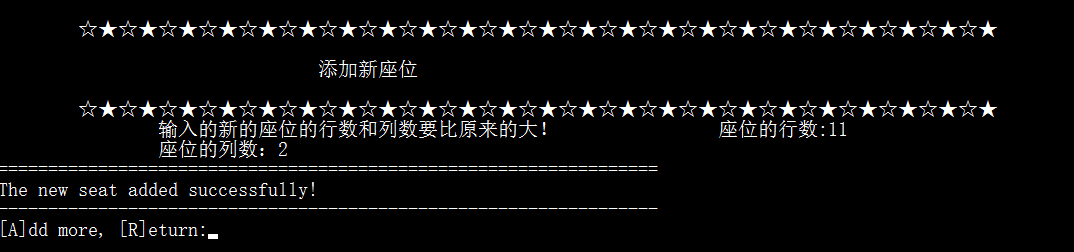 ☆★☆★☆★☆★☆★☆★☆★☆★☆★☆★☆★☆★☆★☆★☆★☆★☆★☆★☆★☆★☆★☆★☆★
添加新座位
☆★☆★☆★☆★☆★☆★☆★☆★☆★☆★☆★☆★☆★☆★☆★☆★☆★☆★☆★☆★☆★☆★☆★
输入的新的座位的行数和列数要比原来的大! 座位的行数:11
座位的列数：2
==================================================================
The new seat added successfully!
------------------------------------------------------------------
[A]dd more, [R]eturn: